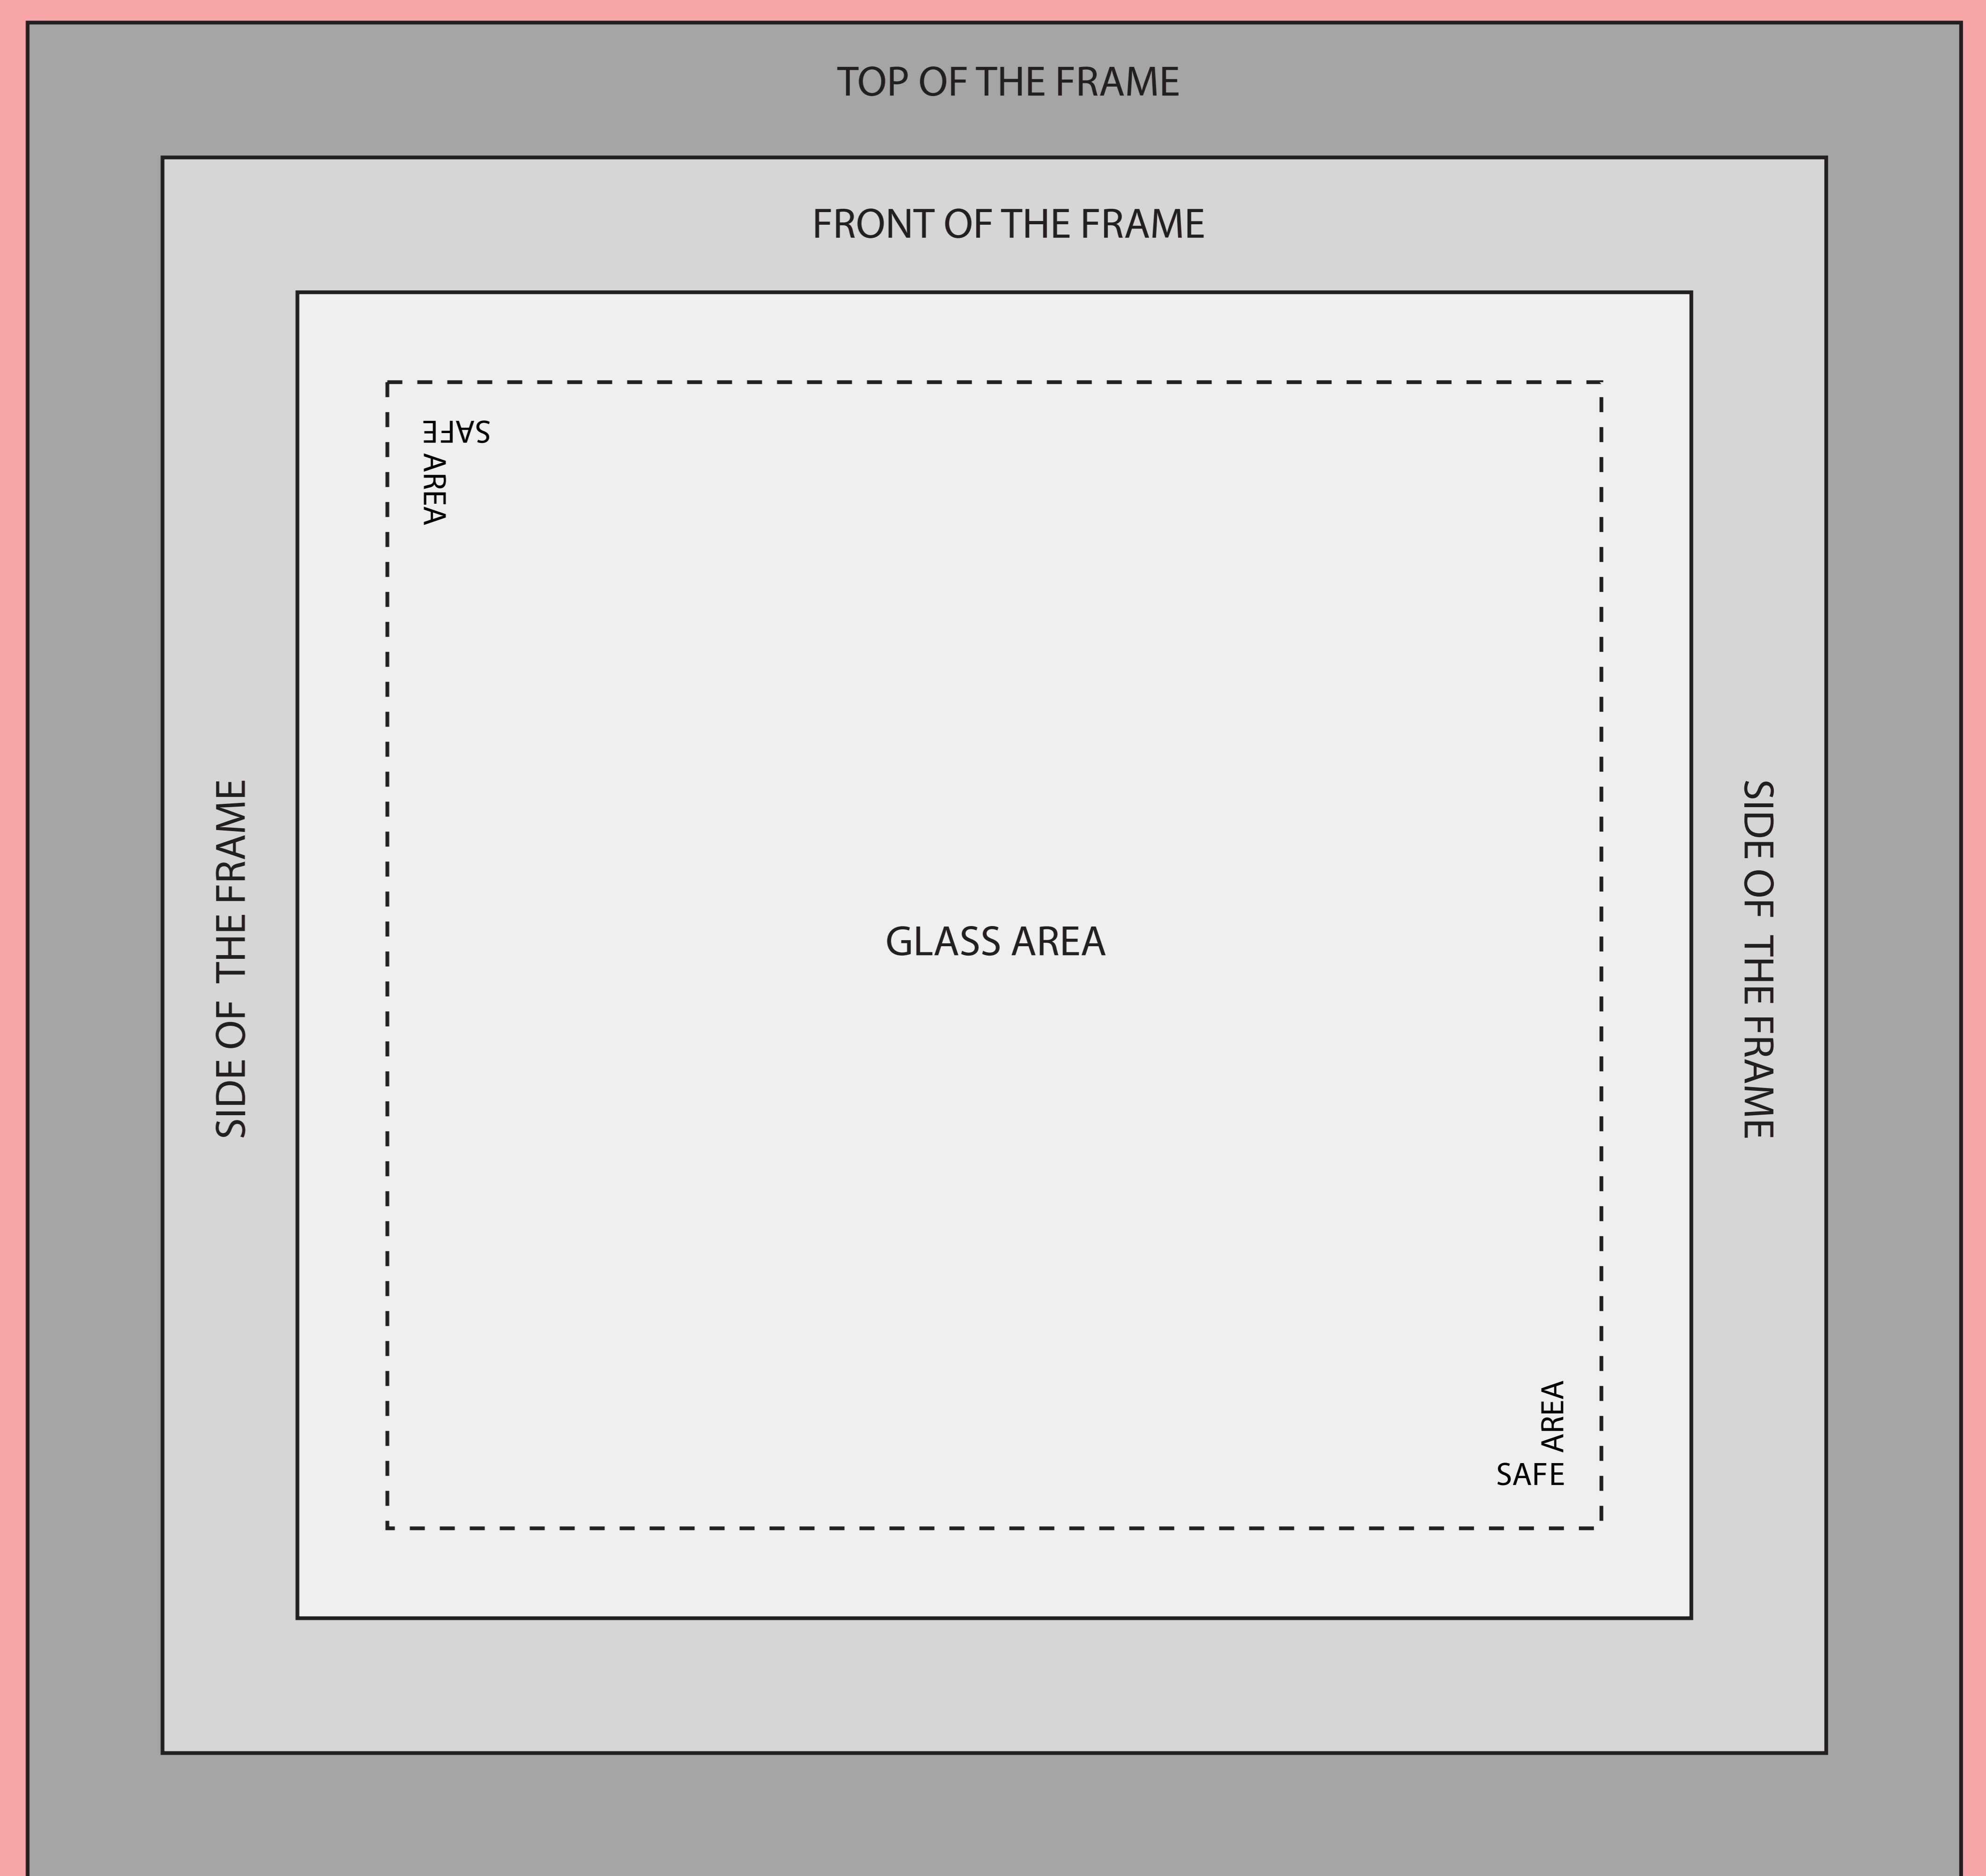 TOP OF THE FRAME
FRONT OF THE FRAME
SAFE
AREA
SIDE OF THE FRAME
GLASS AREA
SIDE OF THE FRAME
SAFE
AREA